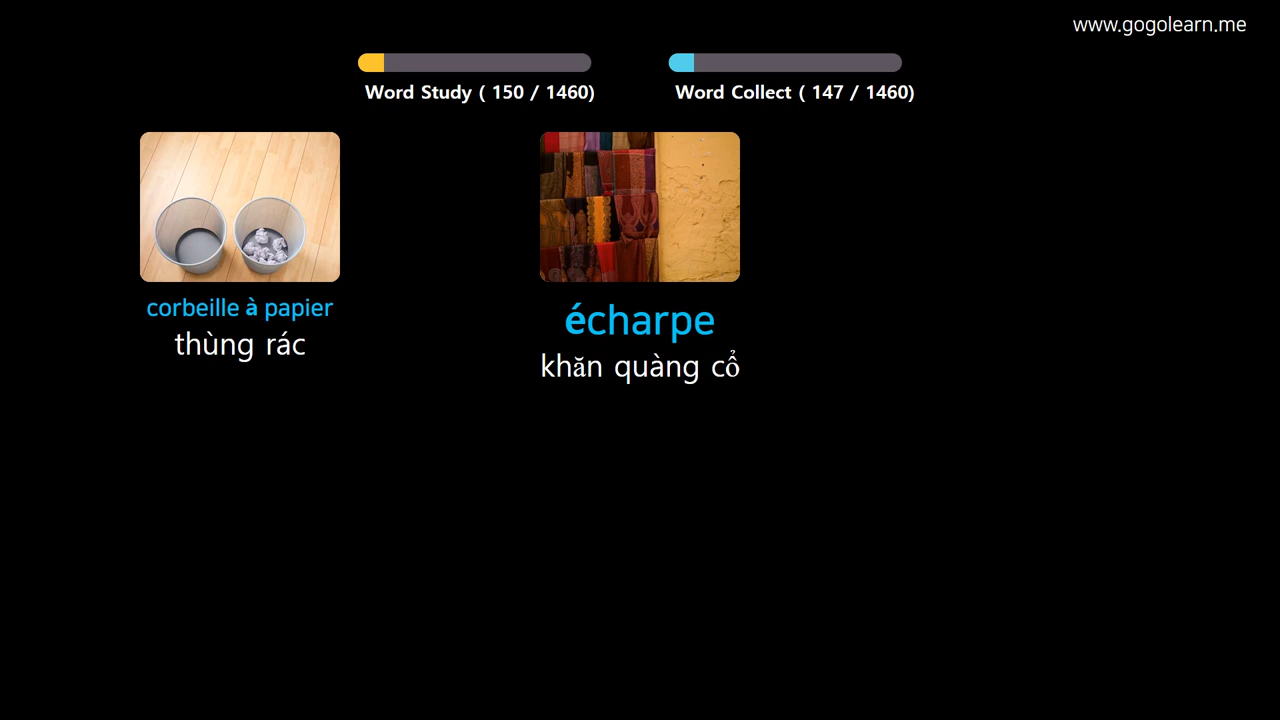 www.gogolearn.me
Word Study ( 150 / 1460)
Word Collect ( 147 / 1460)
corbeille à papier
thùng rác
écharpe
khăn quàng cổ